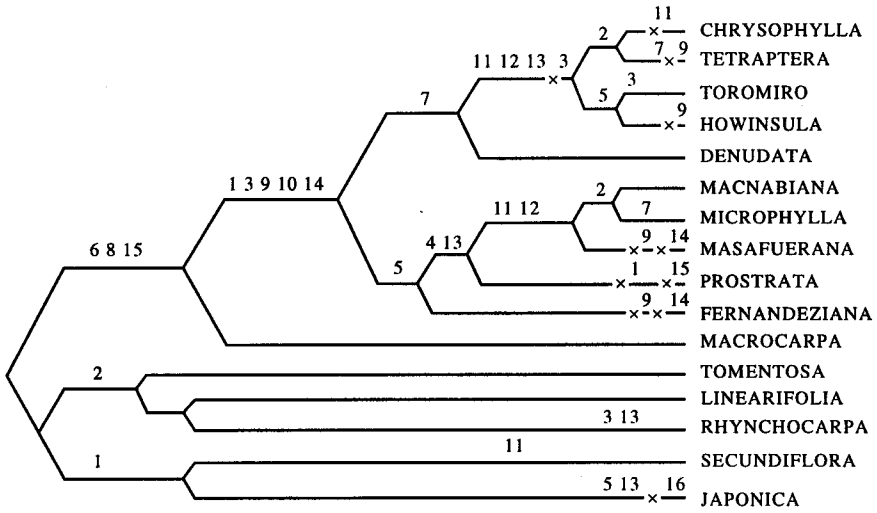 11 CHRYSOPHYLLA
2
7 × 9 TETRAPTERA
11 12 13 × 3
3 TOROMIRO
5
× 9 HOWINSULA
7
DENUDATA
2 MACNABIANA
1 3 9 10 14
11 12
7 MICROPHYLLA
9 14 MASAFUERANA
4 13
6 8 15
5
1 15 PROSTRATA
9 14 FERNANDEZIANA
MACROCARPA
2 TOMENTOSA
LINEARIFOLIA
3 13 RHYNCHOCARPA
11 SECUNDIFLORA
1
5 13 × 16 JAPONICA